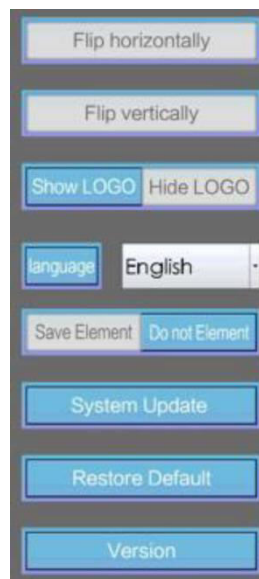 Flip horizontally
Flip vertically
Show LOGO Hide LOGO
language English
Save Element Do not Element
System Update
Restore Default
Version